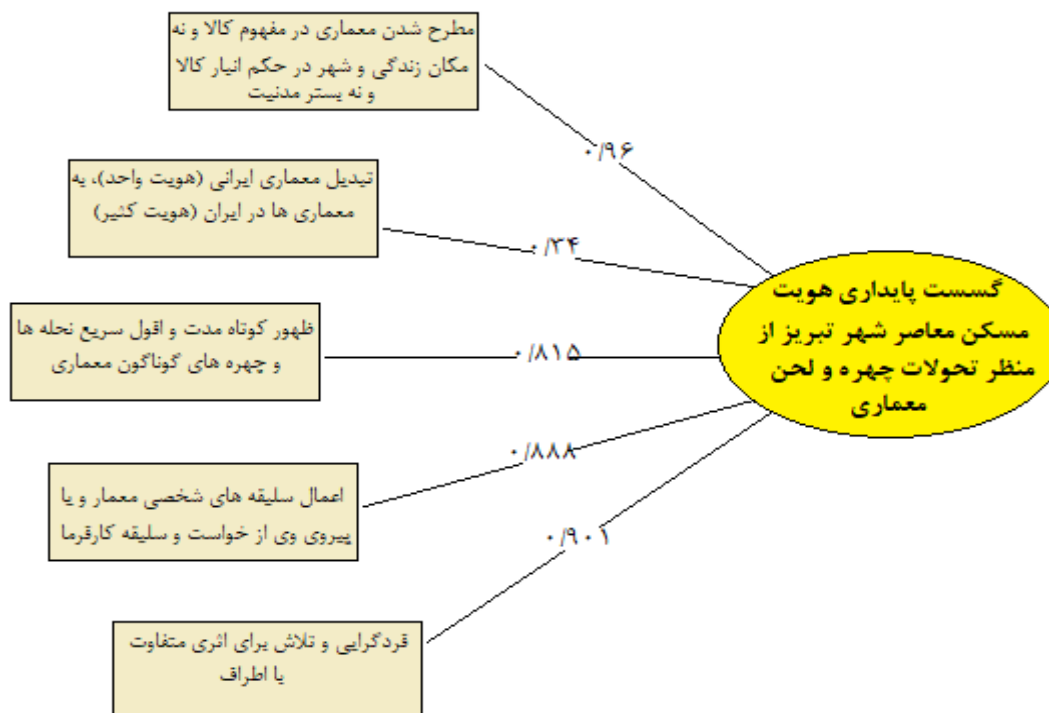 مطرح شدن معماری در مفهوم کالا و نه
مکان زندگی و شهر در حکم انبار کالا
و نه بستر مدنیت
۰/۹۶
تبدیل معماری ایرانی (هویت واحد)، به
معماری ها در ایران (هویت کثیر)
۰/۳۴
گسست پایداری هویت
مسکن معاصر شهر تبریز از
منظر تحولات چهره و لحن
معماری
ظهور کوتاه مدت و افول سریع نحله ها
و چهره های گوناگون معماری
۰/۸۱۵
۰/۸۸۸
اعمال سلیقه های شخصی معمار و یا
پیروی وی از خواست و سلیقه کارفرما
۰/۹۰۱
فردگرایی و تلاش برای اثری متفاوت
با اطراف